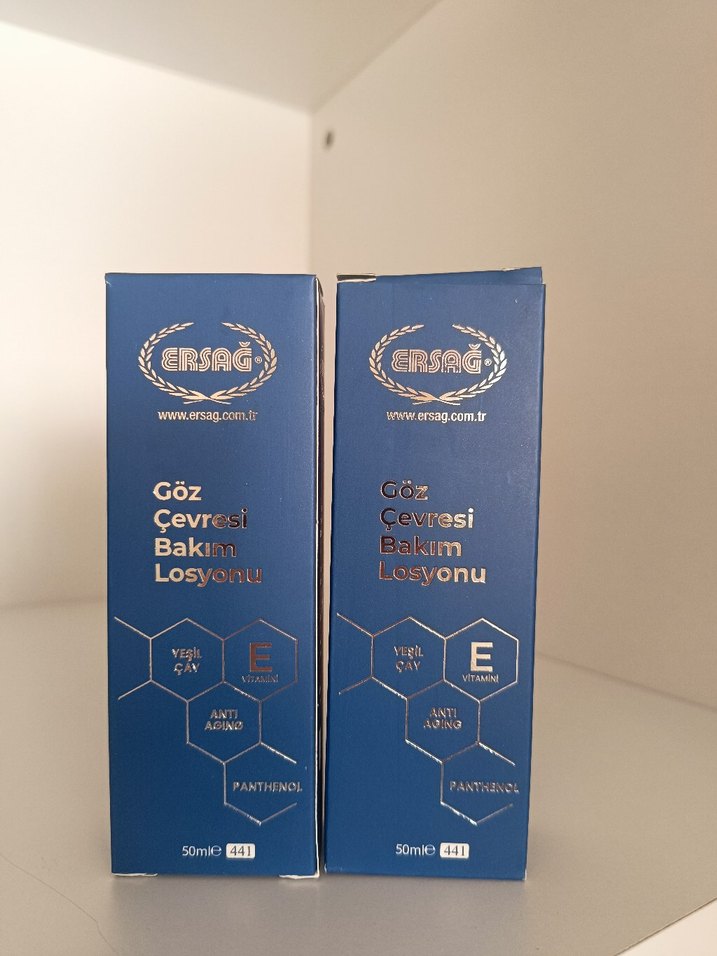 ERSAĞ®
www.ersag.com.tr
Göz
Çevresi
Bakım
Losyonu
YEŞİL
ÇAY
E
VİTAMİNİ
ANTI
AGING
PANTHENOL
50ml℮ 441
ERSAĞ®
www.ersag.com.tr
Göz
Çevresi
Bakım
Losyonu
YEŞİL
ÇAY
E
VİTAMİNİ
ANTI
AGING
PANTHENOL
50ml℮ 441